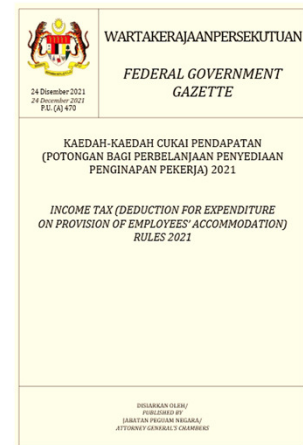 WARTAKERAJAANPERSEKUTUAN
FEDERAL GOVERNMENT
GAZETTE
24 Disember 2021
24 December 2021
P.U. (A) 470
KAEDAH-KAEDAH CUKAI PENDAPATAN
(POTONGAN BAGI PERBELANJAAN PENYEDIAAN
PENGINAPAN PEKERJA) 2021
INCOME TAX (DEDUCTION FOR EXPENDITURE
ON PROVISION OF EMPLOYEES' ACCOMMODATION)
RULES 2021
DISIARKAN OLEH/
PUBLISHED BY
JABATAN PEGUAM NEGARA/
ATTORNEY GENERAL'S CHAMBERS